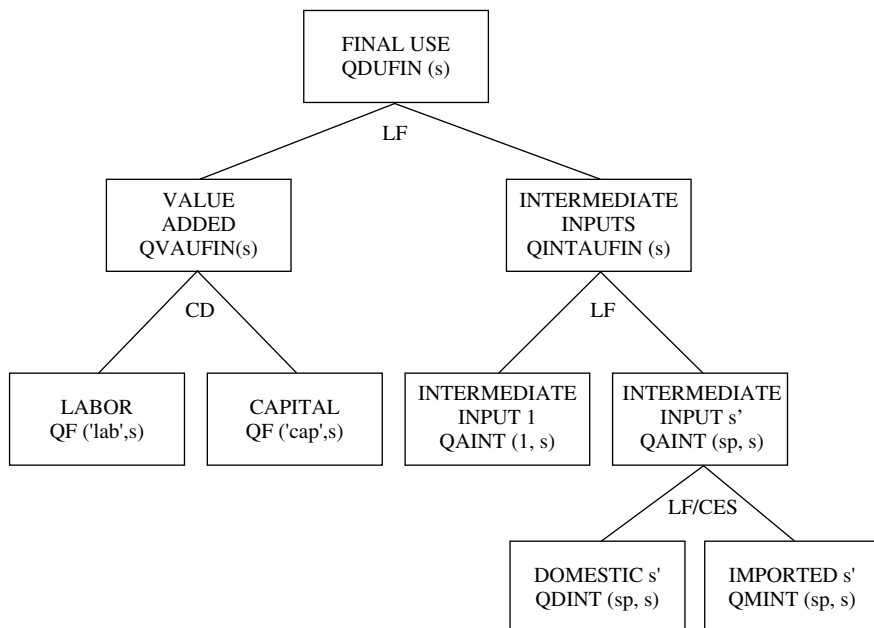 FINAL USE
QDUFIN (s)
LF
VALUE
ADDED
QVAUFIN(s)
INTERMEDIATE
INPUTS
QINTAUFIN (s)
CD
LF
LABOR
QF ('lab',s)
CAPITAL
QF ('cap',s)
INTERMEDIATE
INPUT 1
QAINT (1, s)
INTERMEDIATE
INPUT s’
QAINT (sp, s)
LF/CES
DOMESTIC s'
QDINT (sp, s)
IMPORTED s'
QMINT (sp, s)